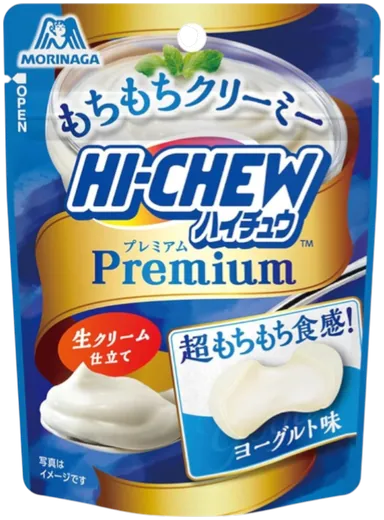 MORINAGA
OPEN
もちもちクリーミー
HI-CHEW
ハイチュウ
TM
プレミアム
Premium
生クリーム
仕立て
超もちもち食感!
ヨーグルト味
写真は
イメージです